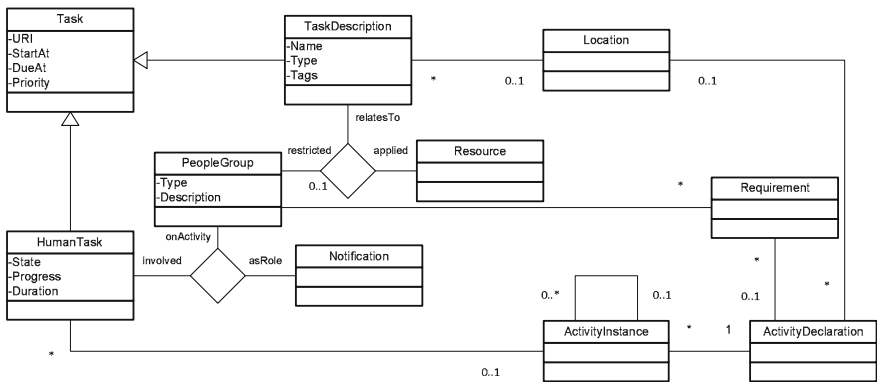 Task
-URI
-StartAt
-DueAt
-Priority
TaskDescription
-Name
-Type
-Tags
Location
*
0..1
0..1
relatesTo
restricted
applied
0..1
PeopleGroup
-Type
-Description
Resource
*
Requirement
onActivity
involved
asRole
HumanTask
-State
-Progress
-Duration
Notification
*
0..1
*
0..*
0..1
ActivityInstance
*
1
ActivityDeclaration
*
0..1